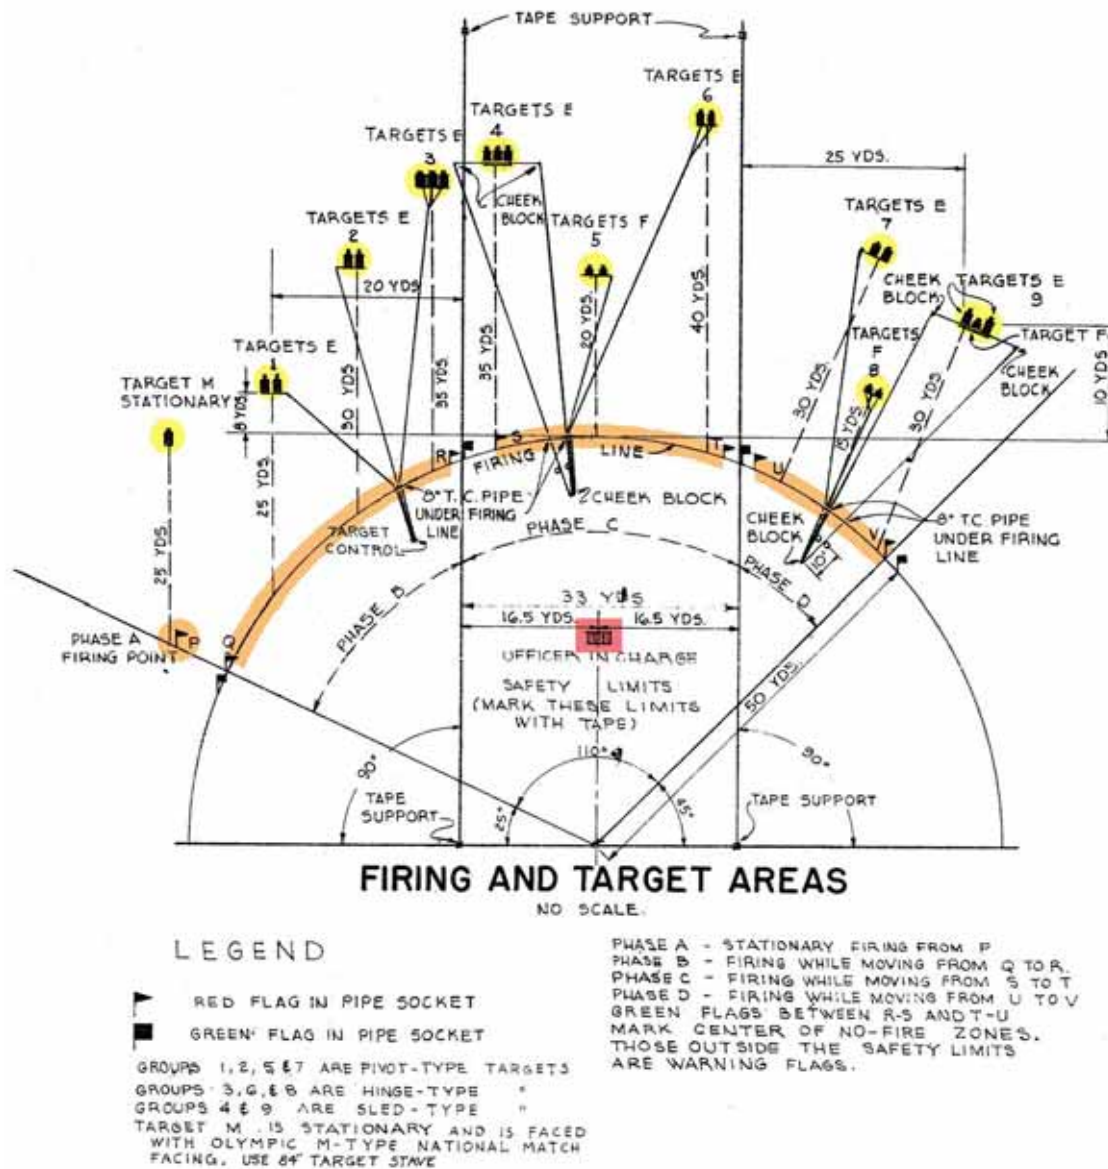 TAPE SUPPORT
TARGETS E
6
TARGETS E
4
TARGETS E
3
25 YDS.
CHEEK
BLOCK
TARGETS E
2
TARGETS F
5
TARGETS E
7
20 YDS
CHEEK
BLOCK
TARGETS E
9
TARGETS E
1
TARGETS
F
8
TARGET F
CHEEK
BLOCK
TARGET M
STATIONARY
8 YDS
25 YDS.
30 YDS
35 YDS
35 YDS.
20 YDS.
40 YDS.
30 YDS.
15 YDS.
30 YDS.
10 YDS.
25 YDS.
R
S
FIRING
LINE
T
U
V
8" T.C. PIPE
UNDER FIRING
LINE
CHEEK BLOCK
TARGET
CONTROL
CHEEK
BLOCK
10'
8" T.C PIPE
UNDER FIRING
LINE
PHASE B
PHASE C
PHASE D
33 YDS
16.5 YDS.
16.5 YDS.
PHASE A
FIRING POINT
P
Q
OFFICER IN CHARGE
SAFETY LIMITS
(MARK THESE LIMITS
WITH TAPE)
50 YDS.
90°
110°
90°
25°
45°
TAPE
SUPPORT
TAPE SUPPORT
FIRING AND TARGET AREAS
NO SCALE.
LEGEND
RED FLAG IN PIPE SOCKET
GREEN FLAG IN PIPE SOCKET
GROUPS 1, 2, 5 & 7 ARE PIVOT-TYPE TARGETS
GROUPS 3, 6, & 8 ARE HINGE-TYPE "
GROUPS 4 & 9 ARE SLED-TYPE "
TARGET M IS STATIONARY AND IS FACED
WITH OLYMPIC M-TYPE NATIONAL MATCH
FACING. USE 84" TARGET STAVE
PHASE A - STATIONARY FIRING FROM P
PHASE B - FIRING WHILE MOVING FROM Q TO R.
PHASE C - FIRING WHILE MOVING FROM S TO T
PHASE D - FIRING WHILE MOVING FROM U TO V
GREEN FLAGS BETWEEN R-S AND T-U
MARK CENTER OF NO-FIRE ZONES.
THOSE OUTSIDE THE SAFETY LIMITS
ARE WARNING FLAGS.